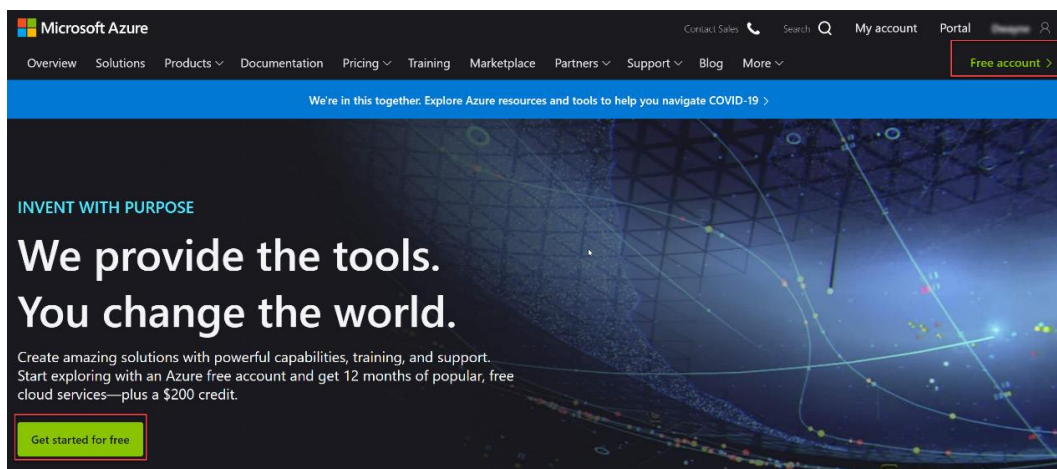 Microsoft Azure
Contact Sales Search My account Portal
Overview Solutions Products Documentation Pricing Training Marketplace Partners Support Blog More Free account >
We're in this together. Explore Azure resources and tools to help you navigate COVID-19 >
INVENT WITH PURPOSE
We provide the tools.
You change the world.
Create amazing solutions with powerful capabilities, training, and support.
Start exploring with an Azure free account and get 12 months of popular, free
cloud services—plus a $200 credit.
Get started for free